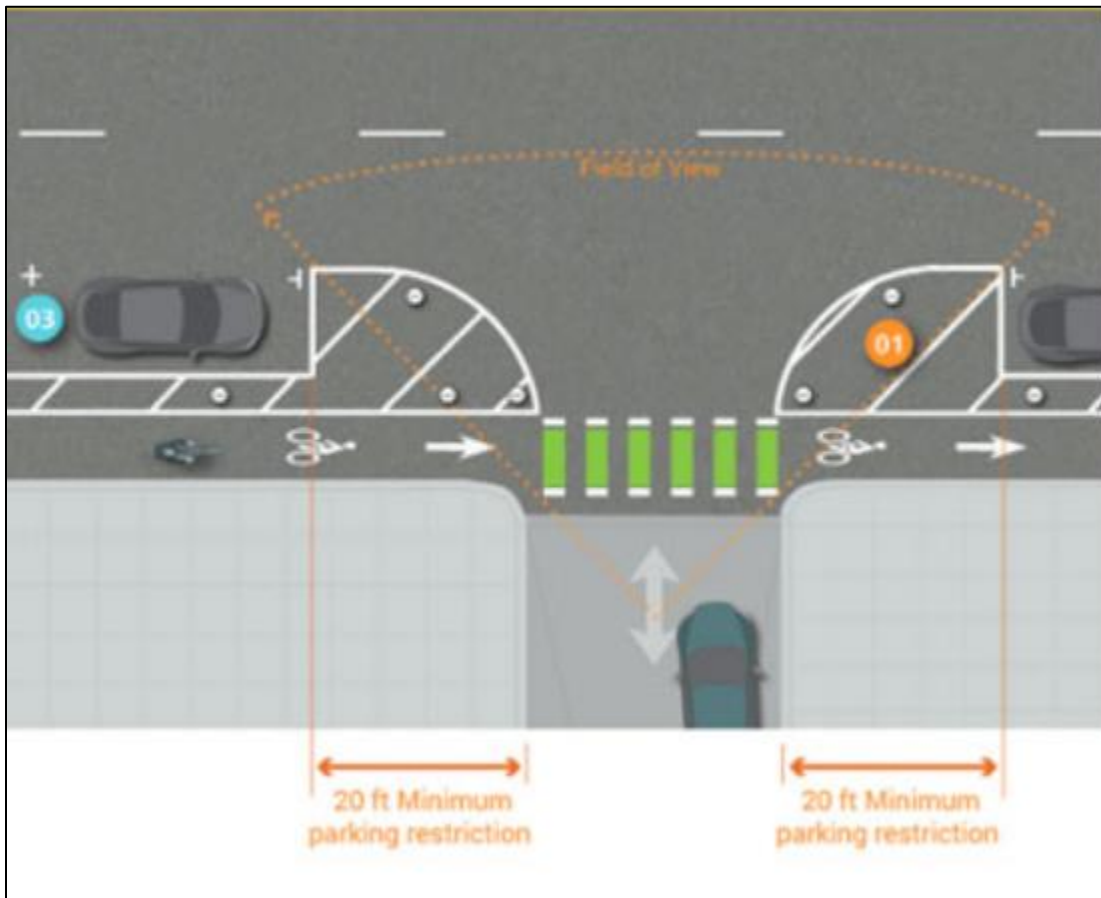 Field of View
03
01
20 ft Minimum
parking restriction
20 ft Minimum
parking restriction